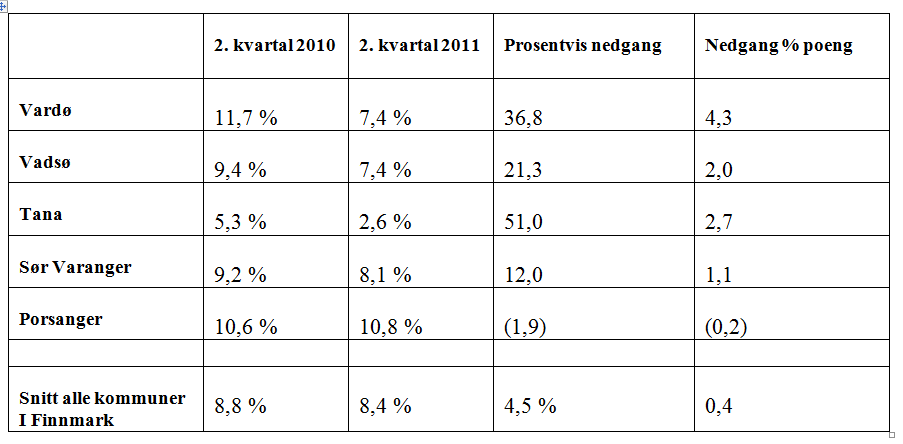 2. kvartal 2010 2. kvartal 2011 Prosentvis nedgang Nedgang % poeng
Vardø 11,7 % 7,4 % 36,8 4,3
Vadsø 9,4 % 7,4 % 21,3 2,0
Tana 5,3 % 2,6 % 51,0 2,7
Sør Varanger 9,2 % 8,1 % 12,0 1,1
Porsanger 10,6 % 10,8 % (1,9) (0,2)
Snitt alle kommuner
I Finnmark 8,8 % 8,4 % 4,5 % 0,4